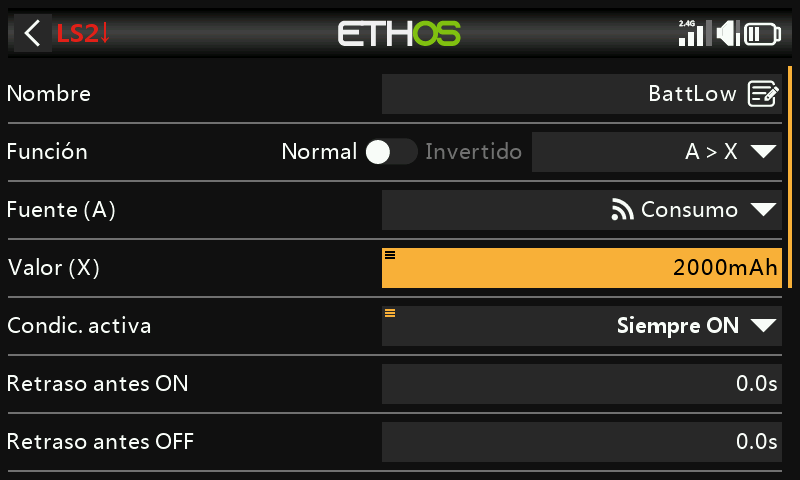 LS2↓ ETHOS 2.4G
Nombre BattLow
Función Normal Invertido A > X
Fuente (A) Consumo
Valor (X) 2000mAh
Condic. activa Siempre ON
Retraso antes ON 0.0s
Retraso antes OFF 0.0s